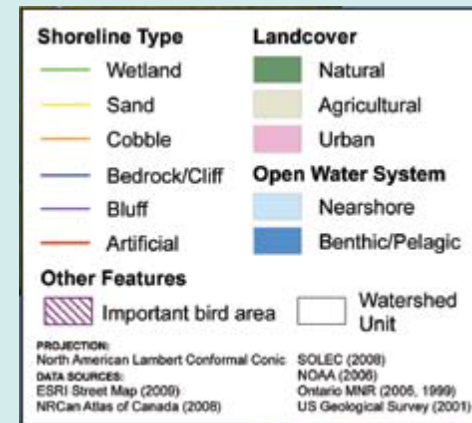 Shoreline Type
Wetland
Sand
Cobble
Bedrock/Cliff
Bluff
Artificial
Landcover
Natural
Agricultural
Urban
Open Water System
Nearshore
Benthic/Pelagic
Other Features
Important bird area
Watershed
Unit
PROJECTION:
North American Lambert Conformal Conic
DATA SOURCES:
ESRI Street Map (2009)
NRCan Atlas of Canada (2008)
SOLEC (2008)
NOAA (2006)
Ontario MNR (2006, 1999)
US Geological Survey (2001)